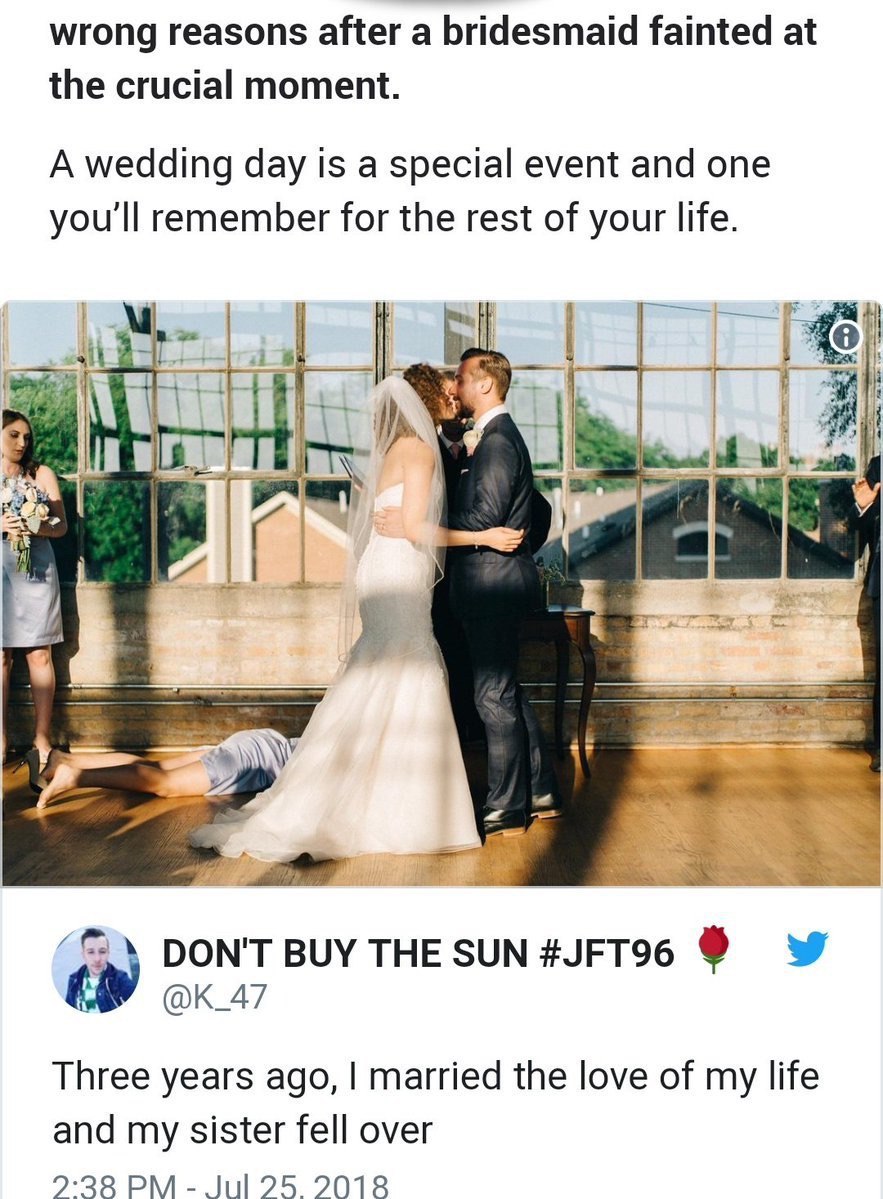 wrong reasons after a bridesmaid fainted at
the crucial moment.
A wedding day is a special event and one
you’ll remember for the rest of your life.
DON'T BUY THE SUN #JFT96 🌹
@K_47
Three years ago, I married the love of my life
and my sister fell over
2:38 PM - Jul 25, 2018